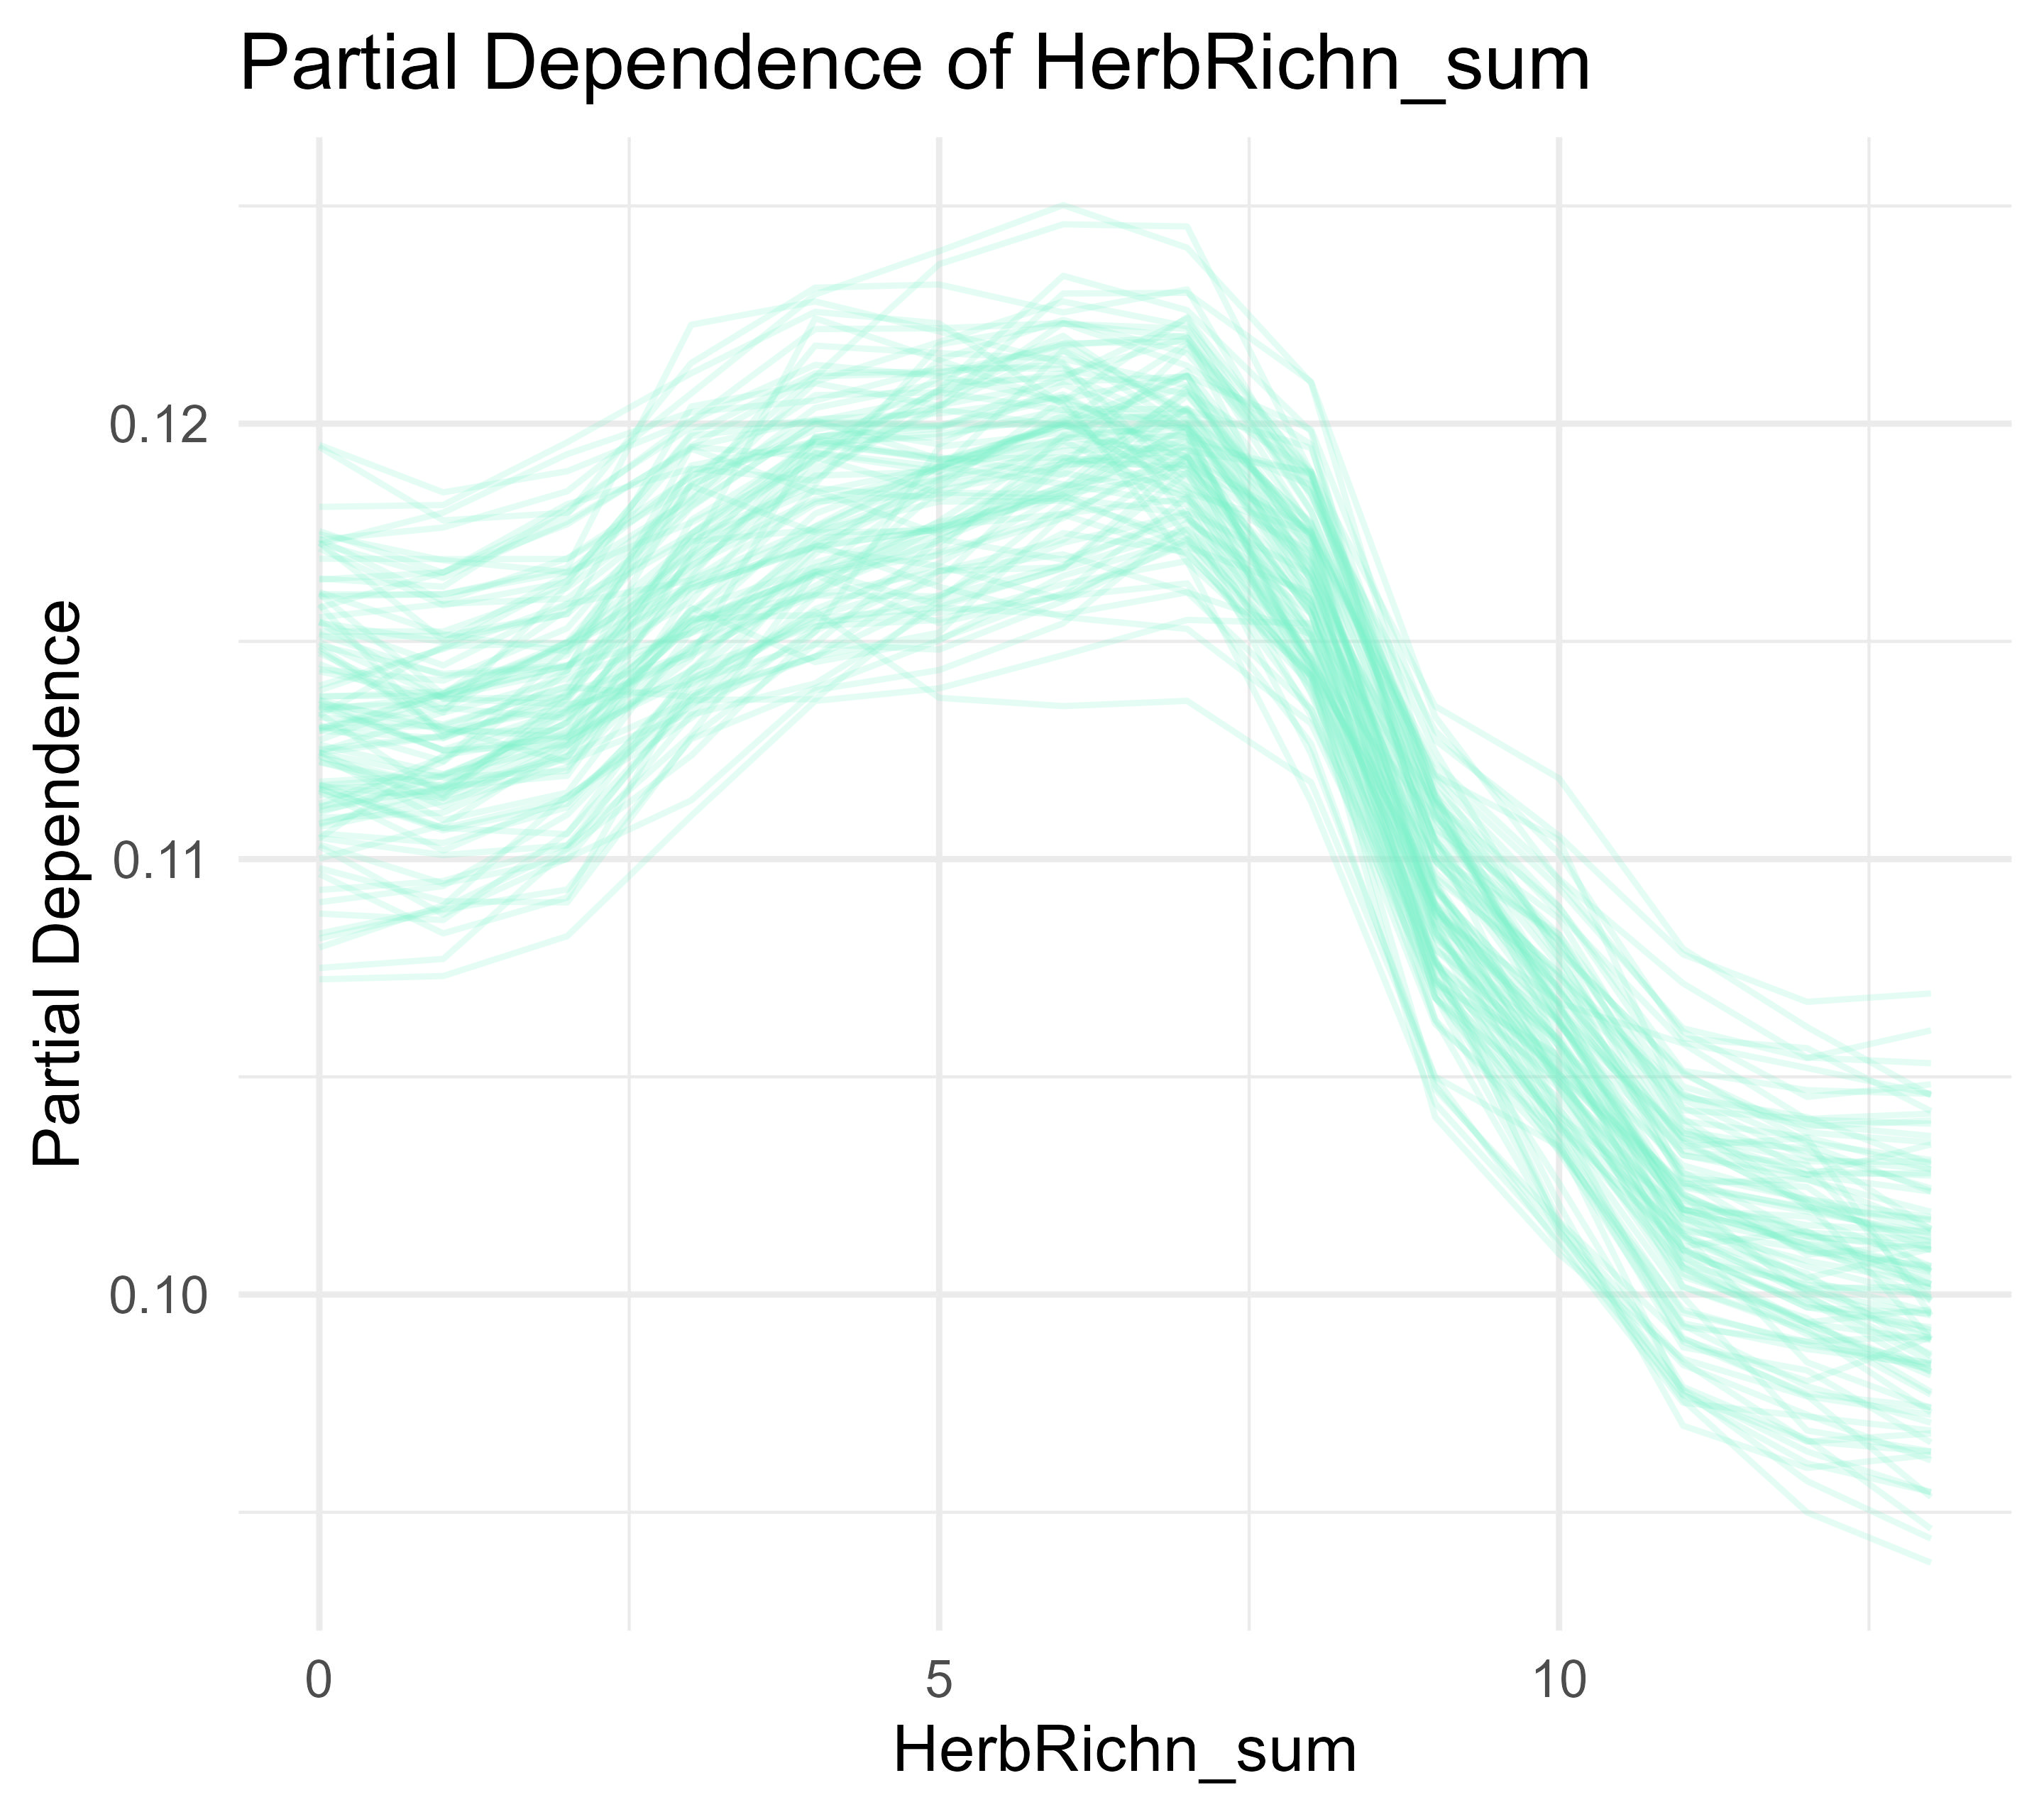 Partial Dependence of HerbRichn_sum
Partial Dependence
0.12
0.11
0.10
0
5
10
HerbRichn_sum